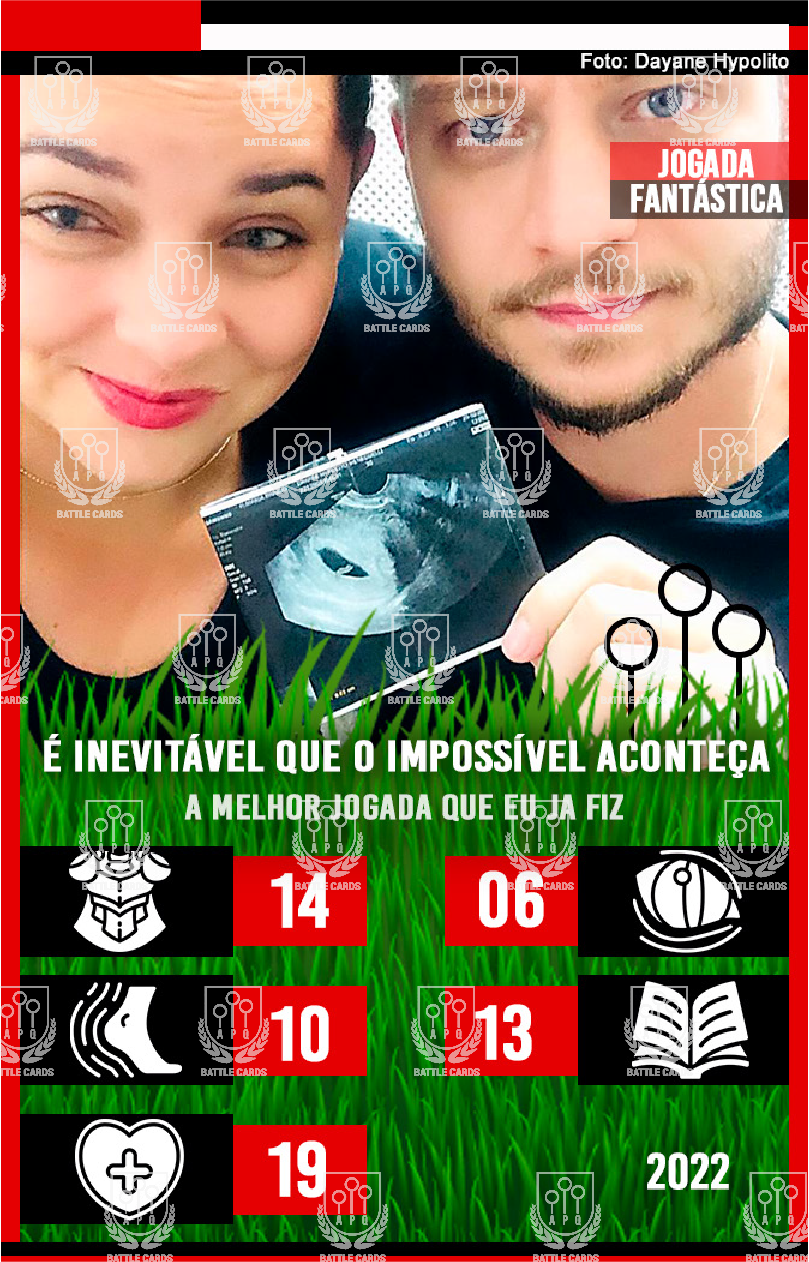 Foto: Dayane Hypolito
JOGADA
FANTÁSTICA
É INEVITÁVEL QUE O IMPOSSÍVEL ACONTEÇA
A MELHOR JOGADA QUE EU JA FIZ
14
06
10
13
19
2022
APQ
BATTLE CARDS